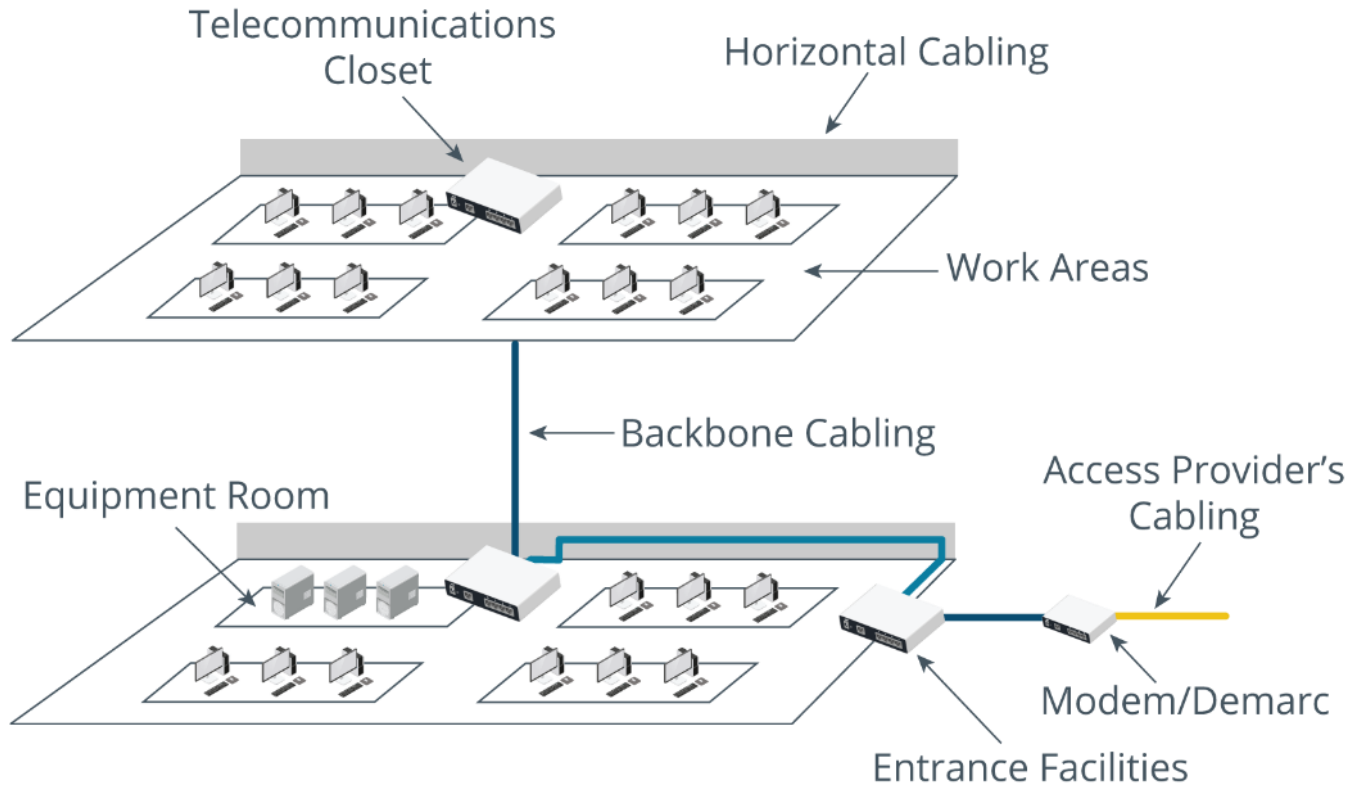 Telecommunications
Closet
Horizontal Cabling
Work Areas
Backbone Cabling
Equipment Room
Access Provider’s
Cabling
Modem/Demarc
Entrance Facilities